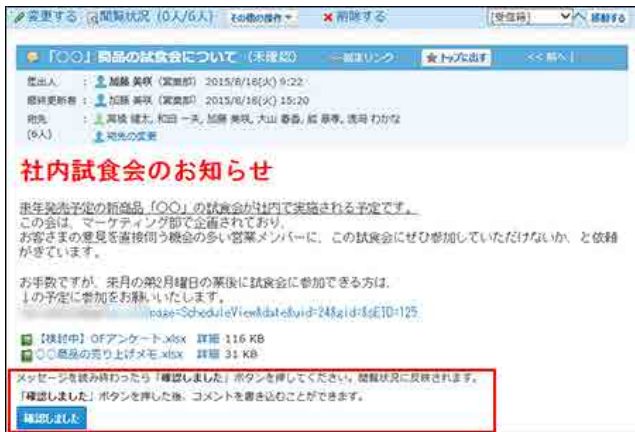 変更する 閲覧状況 (0人/6人) その他の操作 削除する (受信箱) へ 移動する
「○○」商品の試食会について (未確認) トップに出す << 前へ |
差出人 : 加藤 美咲 (営業部) 2015/6/16(火) 9:22
最終更新者 : 加藤 美咲 (営業部) 2015/6/16(火) 15:20
宛先 : 高橋 健太, 和田 一夫, 加藤 美咲, 大山 春香, わかな
(6人) 宛先の変更
社内試食会のお知らせ
来年発売予定の新商品「○○」の試食会が社内で実施される予定です。
この会は、マーケティング部で企画されており、
お客さまの意見を直接伺う機会の多い営業メンバーに、この試食会にぜひ参加していただけないか、と依頼
がきています。
お手数ですが、来月の第2月曜日の業後に試食会に参加できる方は、
↓の予定に参加をお願いいたします。
page=ScheduleView&date&uid=24&gid=&sEID=125
【検討中】OFアンケート.xlsx 詳細 116 KB
○○商品の売り上げメモ.xlsx 詳細 31 KB
メッセージを読み終わったら「確認しました」ボタンを押してください。閲覧状況に反映されます。
「確認しました」ボタンを押した後、コメントを書き込むことができます。
確認しました